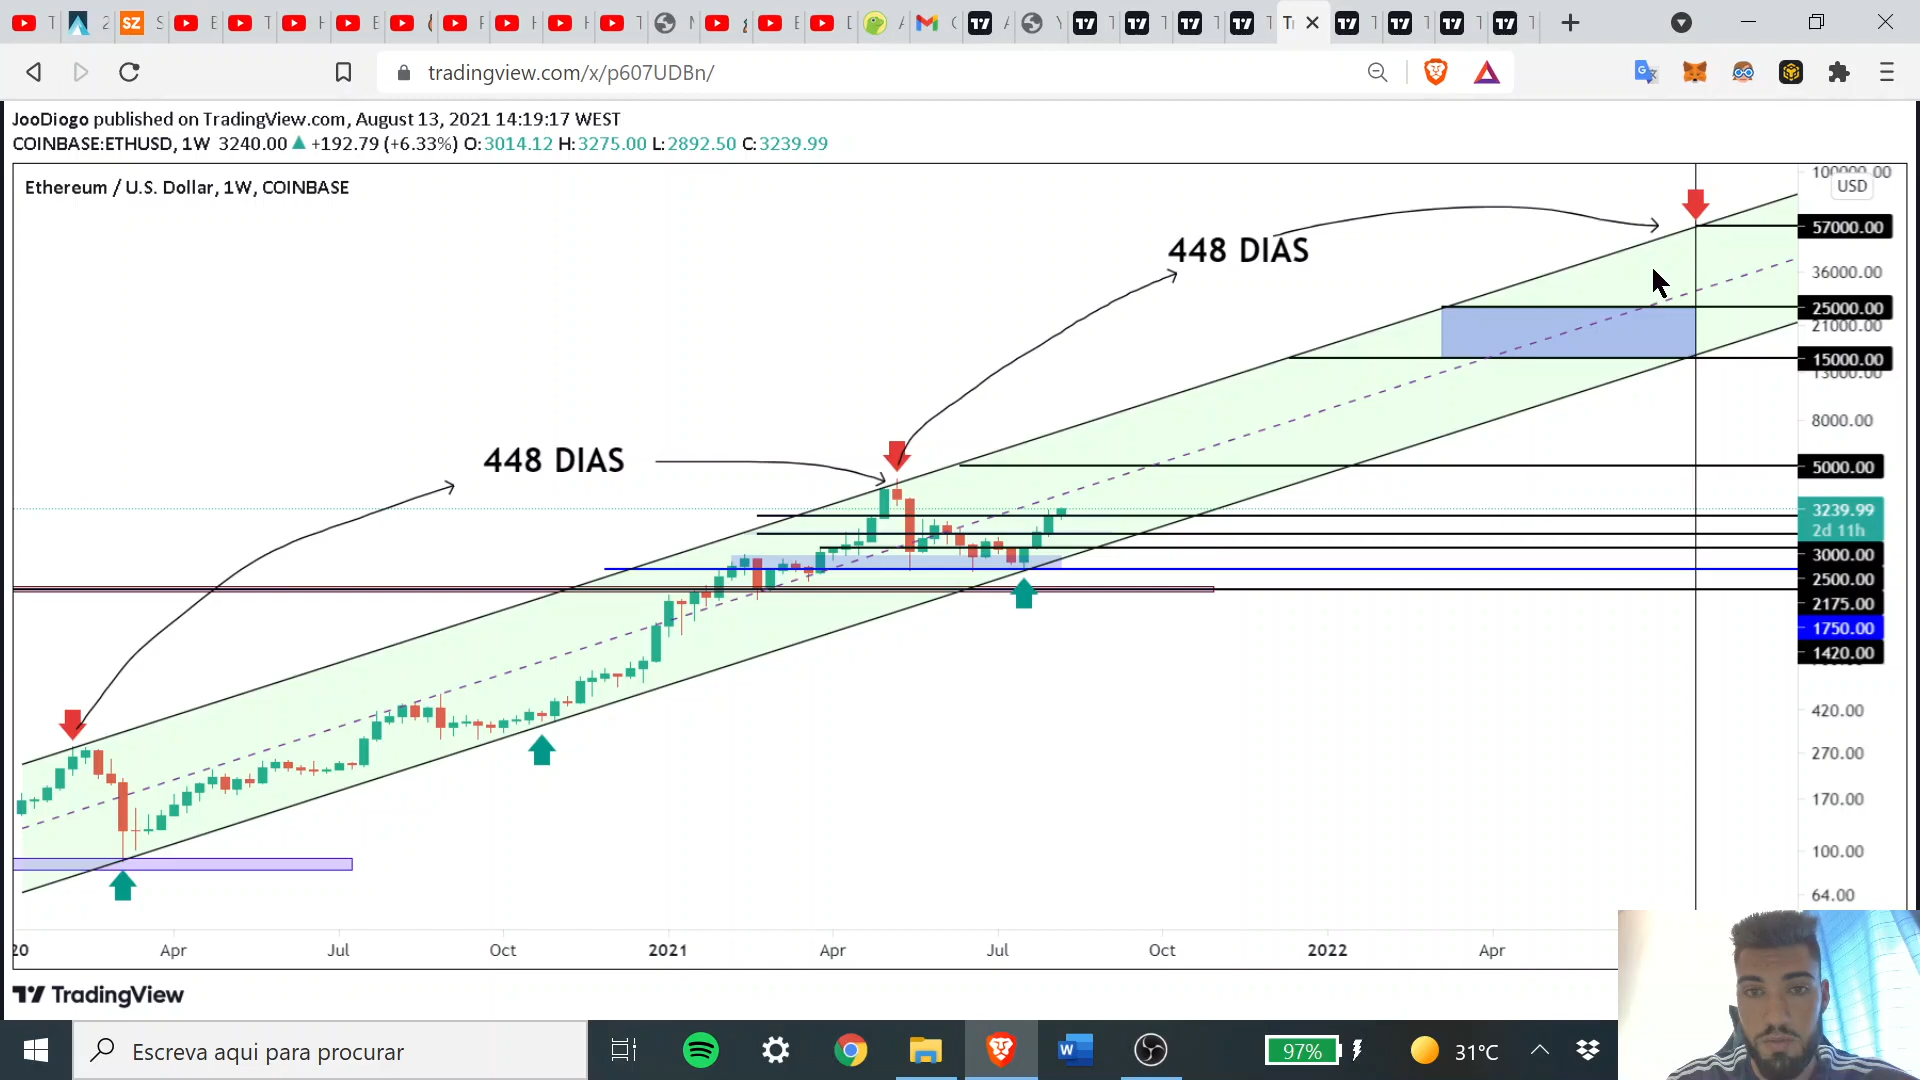 tradingview.com/x/p607UDBn/
JooDiogo published on TradingView.com, August 13, 2021 14:19:17 WEST
COINBASE:ETHUSD, 1W 3240.00 ▲ +192.79 (+6.33%) O:3014.12 H:3275.00 L:2892.50 C:3239.99
Ethereum / U.S. Dollar, 1W, COINBASE
USD
57000.00
448 DIAS
36000.00
25000.00
21000.00
15000.00
13000.00
8000.00
448 DIAS
5000.00
3239.99
2d 11h
3000.00
2500.00
2175.00
1750.00
1420.00
420.00
270.00
170.00
100.00
64.00
20 Apr Jul Oct 2021 Apr Jul Oct 2022 Apr
TradingView
Escreva aqui para procurar
97%
31°C